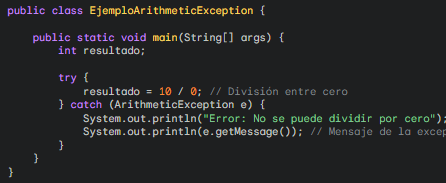 public class EjemploArithmeticException {
public static void main(String[] args) {
int resultado;
try {
resultado = 10 / 0; // División entre cero
} catch (ArithmeticException e) {
System.out.println("Error: No se puede dividir por cero");
System.out.println(e.getMessage()); // Mensaje de la excep
}
}
}